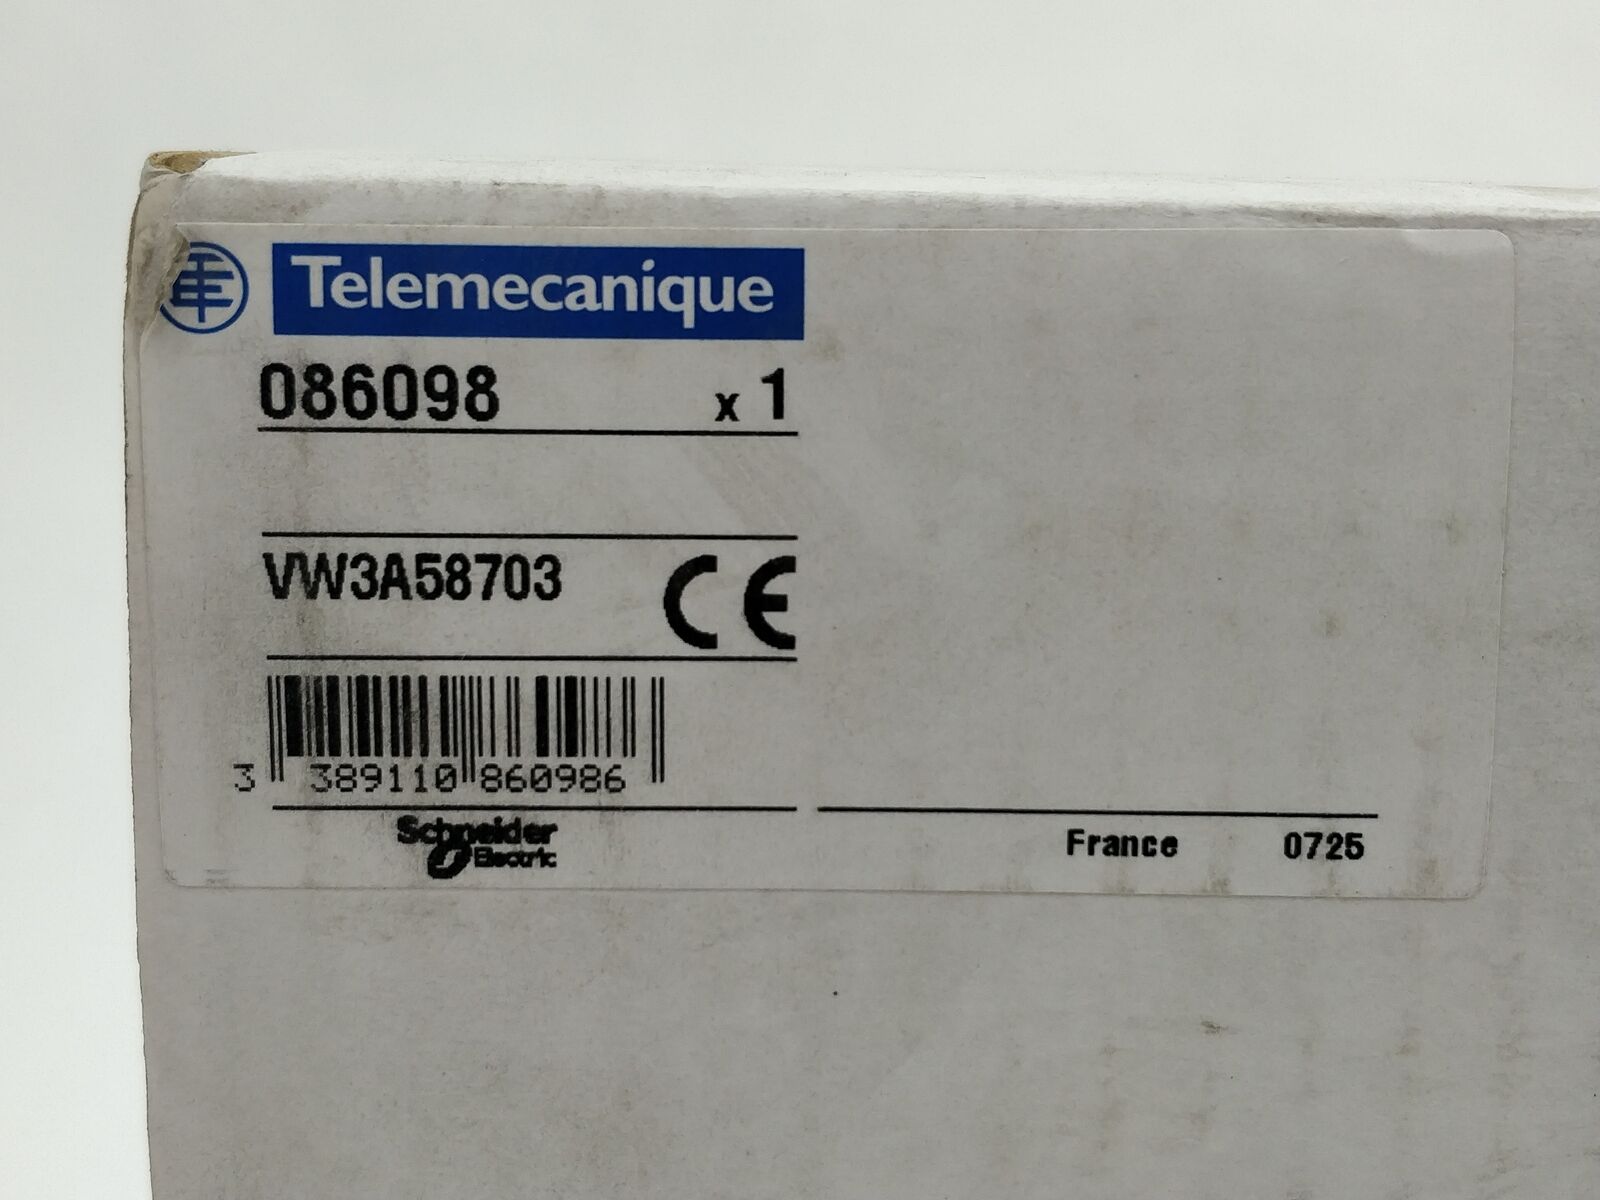 Telemecanique
086098 x 1
VW3A58703 CE
3 389110 860986
Schneider
Electric
France 0725